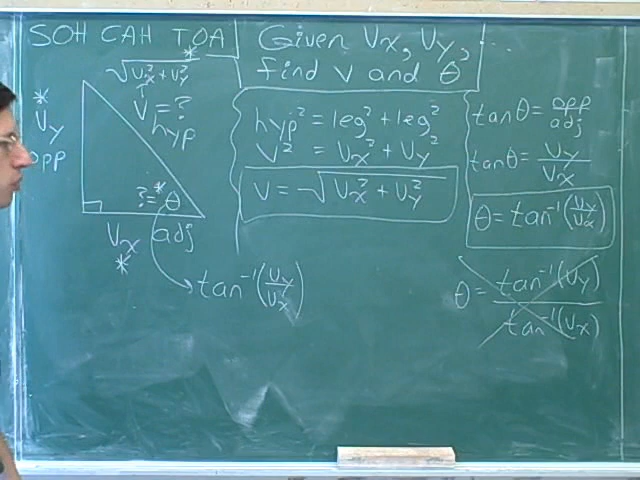 SOH CAH TOA
Given Vx, Vy,
find v and θ
*
√Vx²+Vy²
V = ?
hyp
*
Vy
opp
? = * θ
Vx adj
*
tan⁻¹(Vy/Vx)
hyp² = leg² + leg²
V² = Vx² + Vy²
V = √Vx² + Vy²
tanθ = opp/adj
tanθ = Vy/Vx
θ = tan⁻¹(Vy/Vx)
θ = tan⁻¹(Vy)/tan⁻¹(Vx)